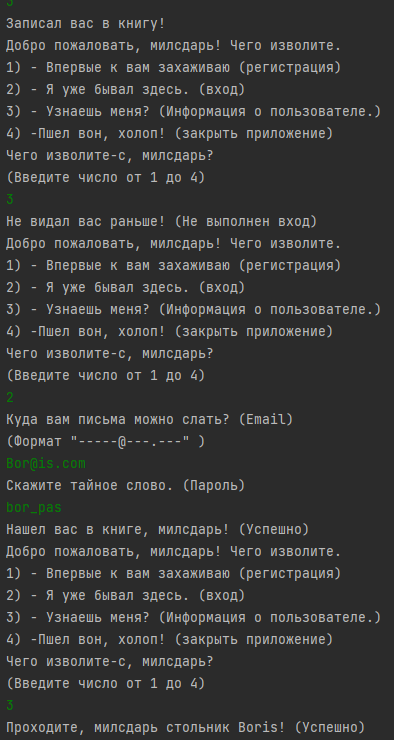 3
Записал вас в книгу!
Добро пожаловать, милсдарь! Чего изволите.
1) - Впервые к вам захаживаю (регистрация)
2) - Я уже бывал здесь. (вход)
3) - Узнаешь меня? (Информация о пользователе.)
4) -Пшел вон, холоп! (закрыть приложение)
Чего изволите-с, милсдарь?
(Введите число от 1 до 4)
3
Не видал вас раньше! (Не выполнен вход)
Добро пожаловать, милсдарь! Чего изволите.
1) - Впервые к вам захаживаю (регистрация)
2) - Я уже бывал здесь. (вход)
3) - Узнаешь меня? (Информация о пользователе.)
4) -Пшел вон, холоп! (закрыть приложение)
Чего изволите-с, милсдарь?
(Введите число от 1 до 4)
2
Куда вам письма можно слать? (Email)
(Формат "-----@---.---" )
Bor@is.com
Скажите тайное слово. (Пароль)
bor_pas
Нашел вас в книге, милсдарь! (Успешно)
Добро пожаловать, милсдарь! Чего изволите.
1) - Впервые к вам захаживаю (регистрация)
2) - Я уже бывал здесь. (вход)
3) - Узнаешь меня? (Информация о пользователе.)
4) -Пшел вон, холоп! (закрыть приложение)
Чего изволите-с, милсдарь?
(Введите число от 1 до 4)
3
Проходите, милсдарь стольник Boris! (Успешно)